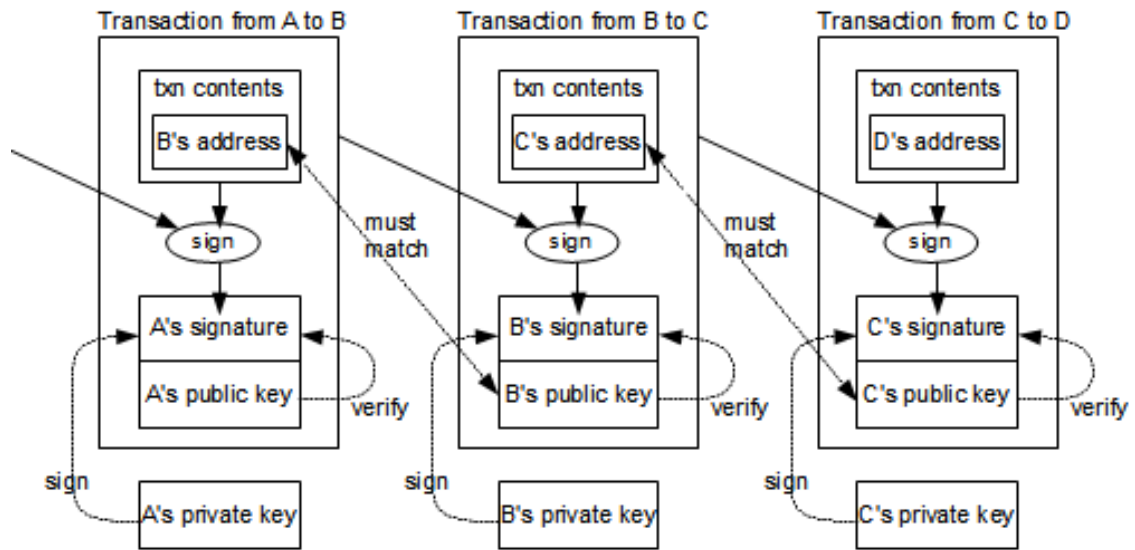 Transaction from A to B
txn contents
B's address
sign
A's signature
A's public key
verify
sign
A's private key
must
match
Transaction from B to C
txn contents
C's address
sign
B's signature
B's public key
verify
sign
B's private key
must
match
Transaction from C to D
txn contents
D's address
sign
C's signature
C's public key
verify
sign
C's private key